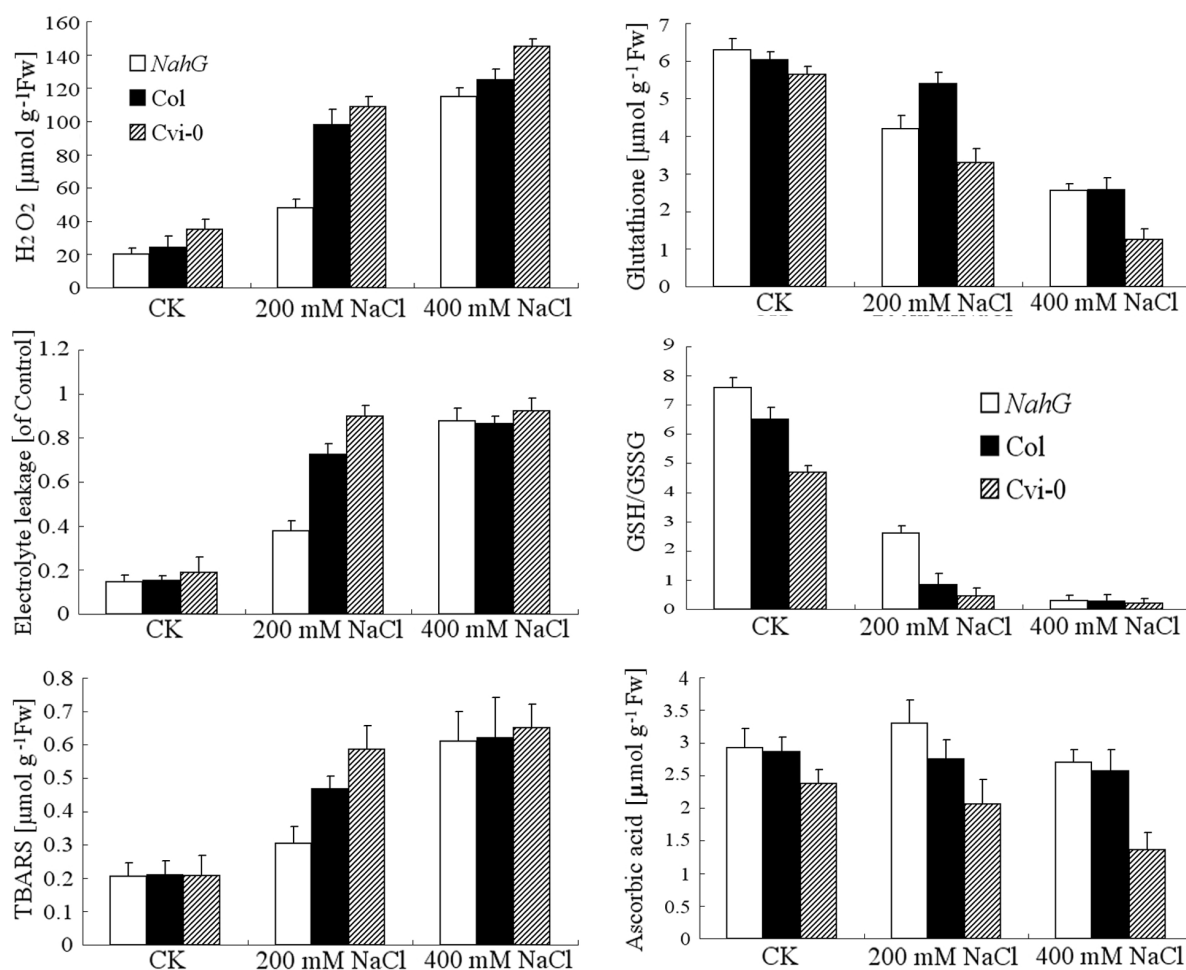 H2 O2 [μmol g-1Fw]
160
140
120
100
80
60
40
20
0
NahG
Col
Cvi-0
CK
200 mM NaCl
400 mM NaCl
Glutathione [μmol g-1 Fw]
7
6
5
4
3
2
1
0
CK
200 mM NaCl
400 mM NaCl
Electrolyte leakage [of Control]
1.2
1
0.8
0.6
0.4
0.2
0
CK
200 mM NaCl
400 mM NaCl
GSH/GSSG
9
8
7
6
5
4
3
2
1
0
NahG
Col
Cvi-0
CK
200 mM NaCl
400 mM NaCl
TBARS [μmol g -1Fw]
0.8
0.7
0.6
0.5
0.4
0.3
0.2
0.1
0
CK
200 mM NaCl
400 mM NaCl
Ascorbic acid [μmol g-1 Fw]
4
3.5
3
2.5
2
1.5
1
0.5
0
CK
200 mM NaCl
400 mM NaCl